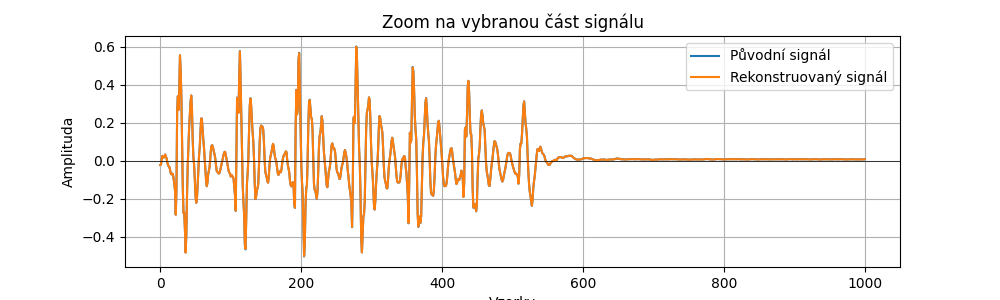 Zoom na vybranou část signálu
Původní signál
Rekonstruovaný signál
Amplituda
0.6
0.4
0.2
0.0
−0.2
−0.4
0
200
400
600
800
1000
Vzorky